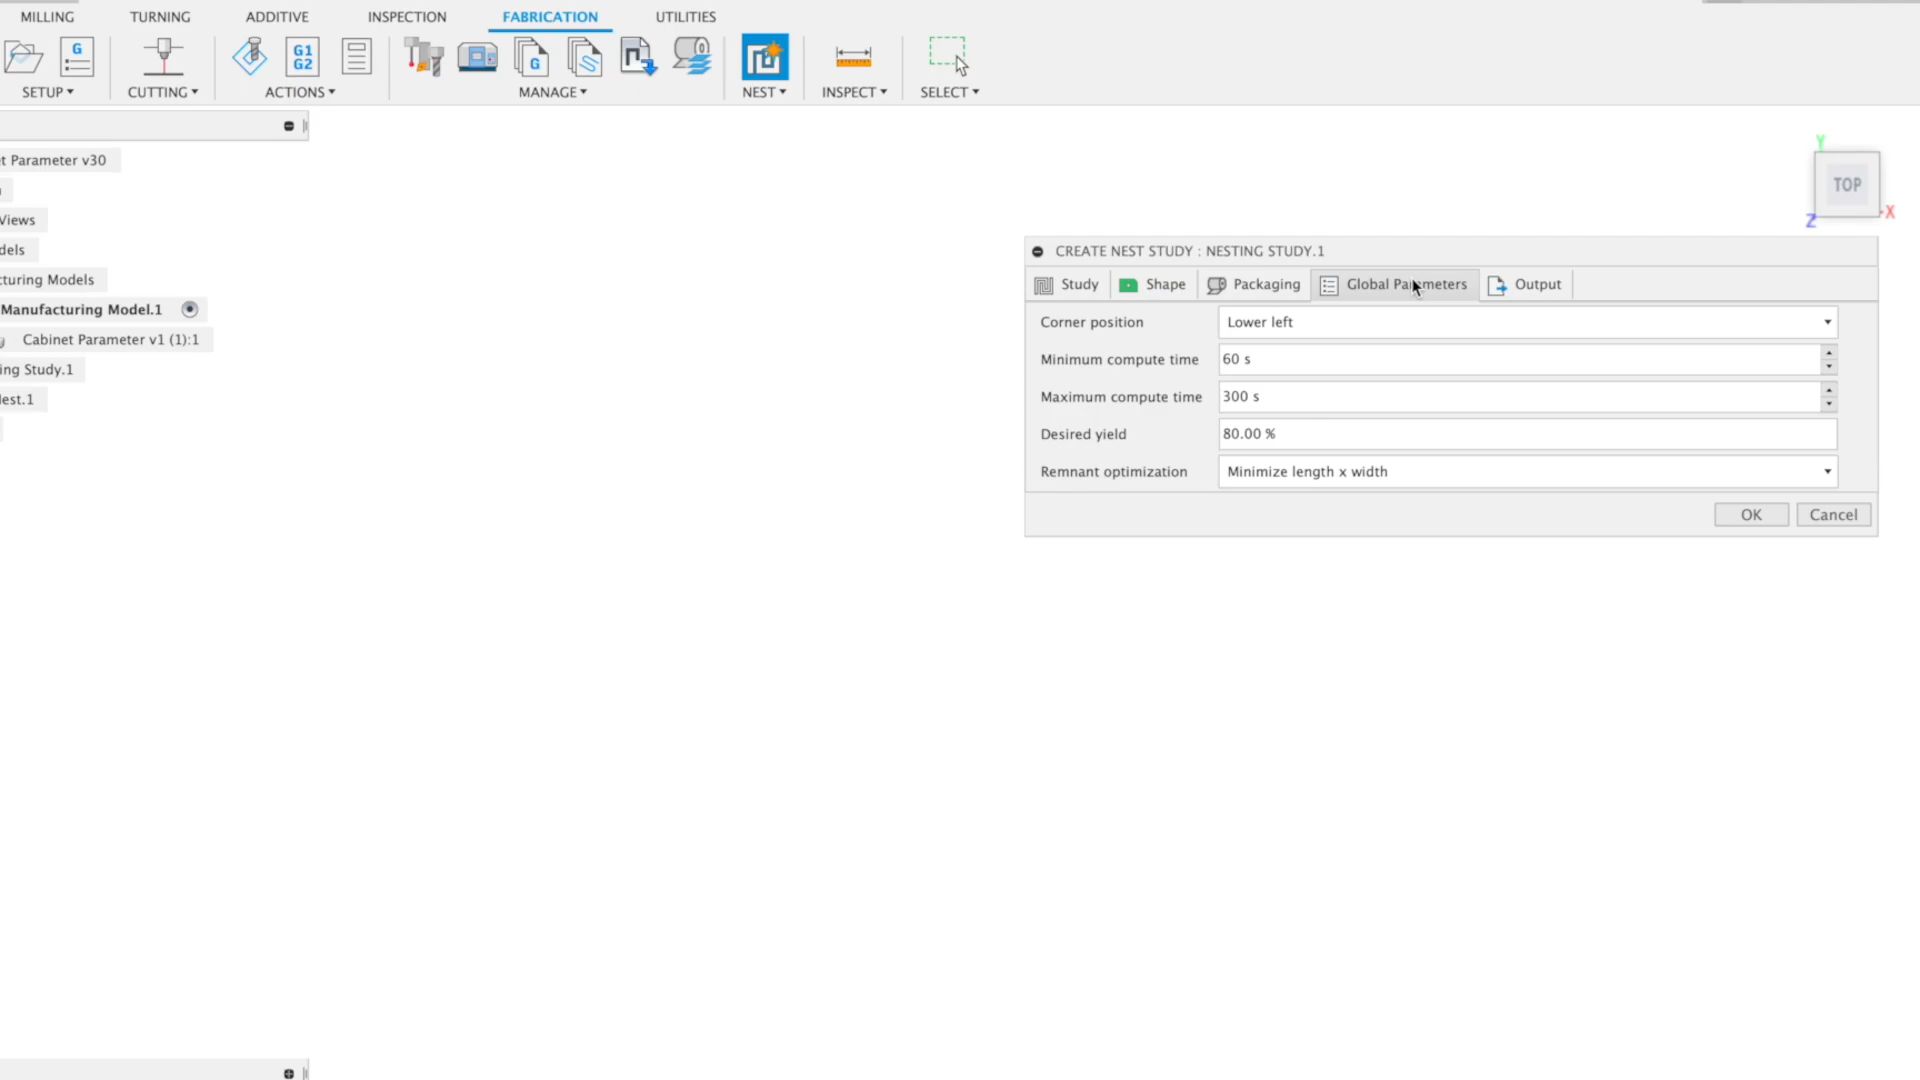 MILLING TURNING ADDITIVE INSPECTION FABRICATION UTILITIES
G G1 G2 G
SETUP CUTTING ACTIONS MANAGE NEST INSPECT SELECT
t Parameter v30
Views
dels
cturing Models
Manufacturing Model.1
Cabinet Parameter v1 (1):1
ing Study.1
lest.1
Y
TOP
Z X
CREATE NEST STUDY : NESTING STUDY.1
Study Shape Packaging Global Parameters Output
Corner position Lower left
Minimum compute time 60 s
Maximum compute time 300 s
Desired yield 80.00 %
Remnant optimization Minimize length x width
OK Cancel